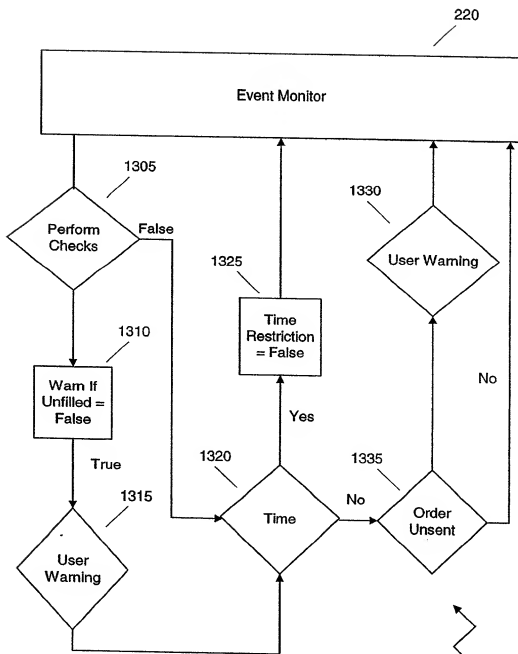 220
Event Monitor
1305
Perform
Checks
False
1330
User Warning
1325
Time
Restriction
= False
1310
Warn If
Unfilled =
False
No
Yes
True
1320
1335
1315
Time
No
Order
Unsent
User
Warning